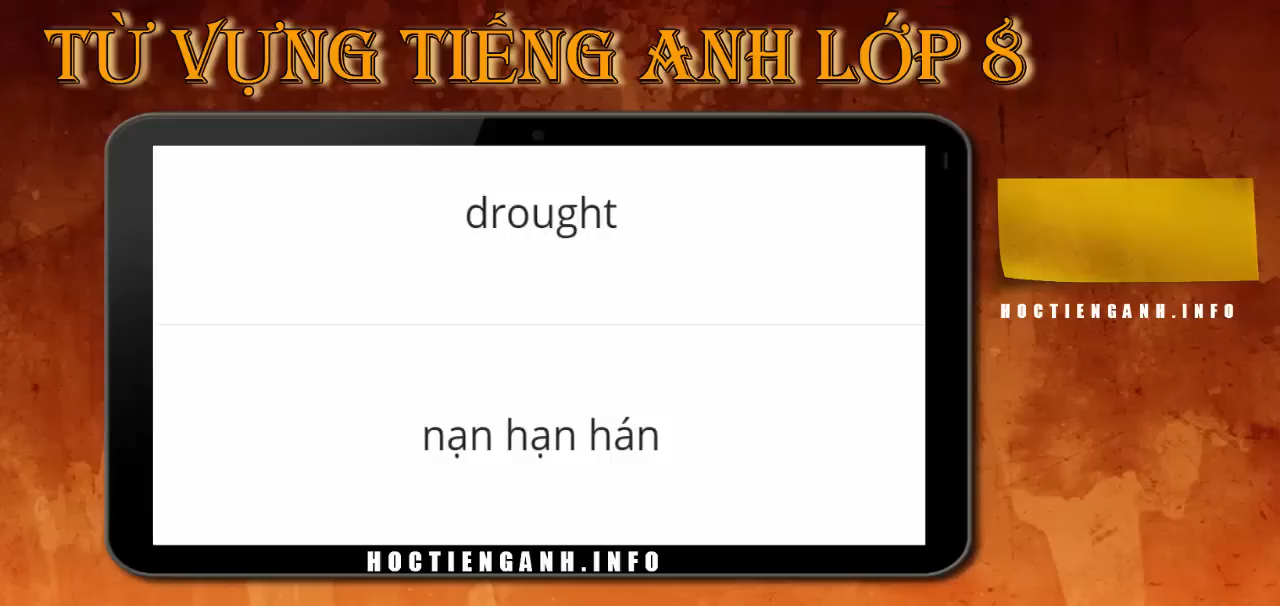 TỪ VỰNG TIẾNG ANH LỚP 8
drought
nạn hạn hán
HOCTIENGANH.INFO
HOCTIENGANH.INFO